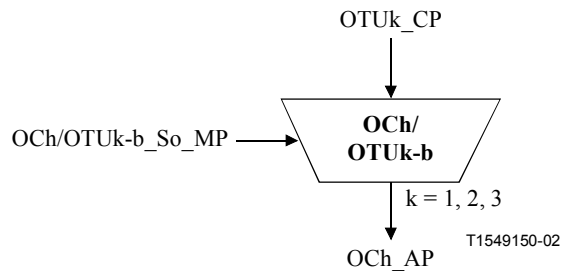 OTUk_CP
OCh/OTUk-b_So_MP
OCh/
OTUk-b
k = 1, 2, 3
T1549150-02
OCh_AP